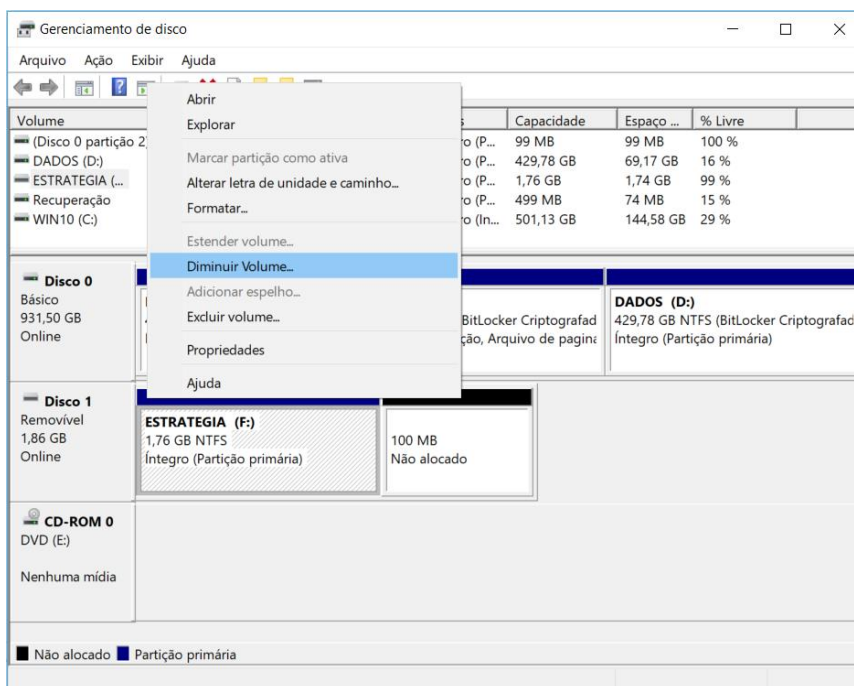 Gerenciamento de disco
Arquivo Ação Exibir Ajuda
Volume Capacidade Espaço ... % Livre
(Disco 0 partição 2 ro (P... 99 MB 99 MB 100 %
DADOS (D:) ro (P... 429,78 GB 69,17 GB 16 %
ESTRATEGIA (... ro (P... 1,76 GB 1,74 GB 99 %
Recuperação ro (P... 499 MB 74 MB 15 %
WIN10 (C:) ro (In... 501,13 GB 144,58 GB 29 %
Abrir
Explorar
Marcar partição como ativa
Alterar letra de unidade e caminho...
Formatar...
Estender volume...
Diminuir Volume...
Adicionar espelho...
Excluir volume...
Propriedades
Ajuda
Disco 0
Básico
931,50 GB
Online
BitLocker Criptografad
ção, Arquivo de pagina
DADOS (D:)
429,78 GB NTFS (BitLocker Criptografad
Íntegro (Partição primária)
Disco 1
Removível
1,86 GB
Online
ESTRATEGIA (F:)
1,76 GB NTFS
Íntegro (Partição primária)
100 MB
Não alocado
CD-ROM 0
DVD (E:)
Nenhuma mídia
Não alocado Partição primária